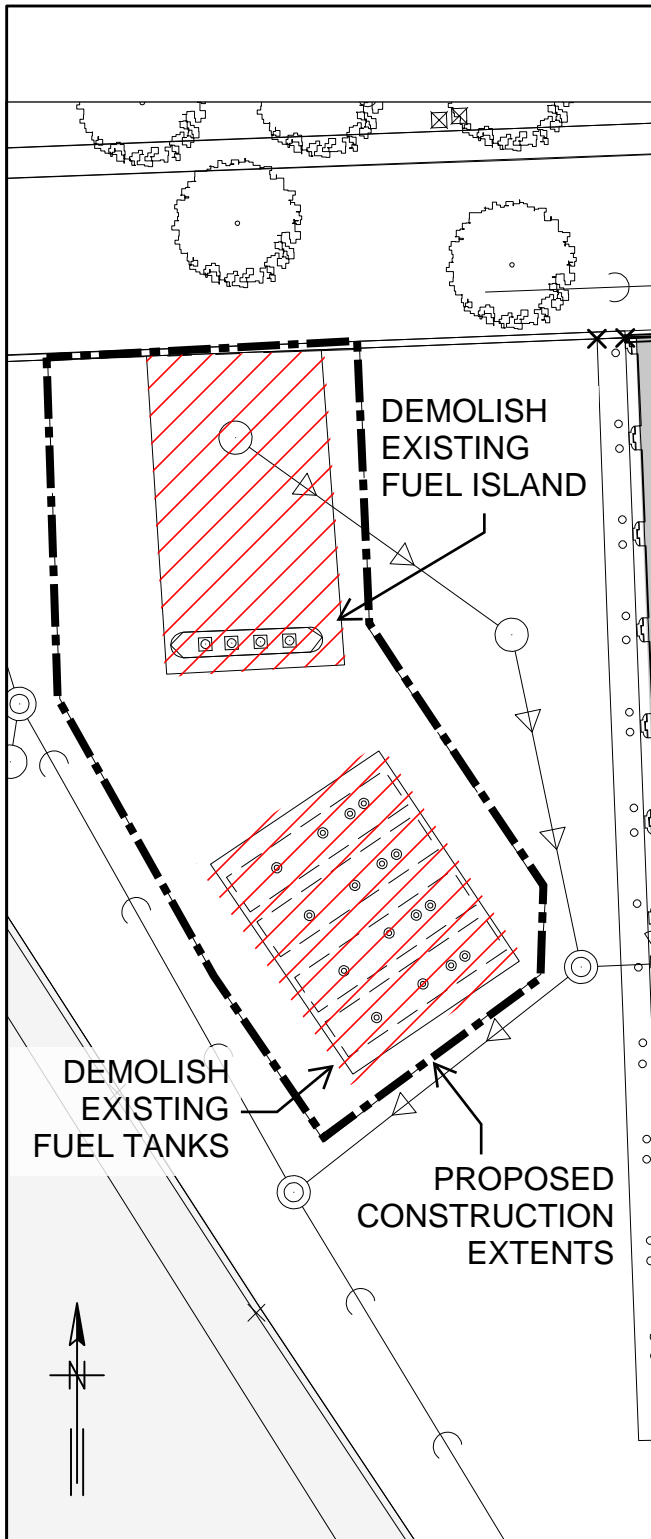 DEMOLISH
EXISTING
FUEL ISLAND
DEMOLISH
EXISTING
FUEL TANKS
PROPOSED
CONSTRUCTION
EXTENTS
N